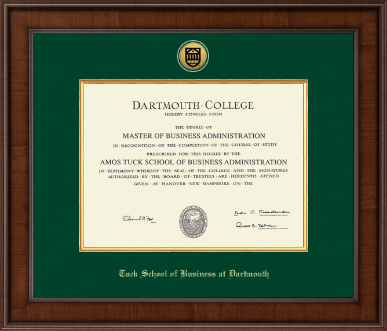 DARTMOUTH·COLLEGE
HEREBY·CONFERS·UPON
THE·DEGREE·OF
MASTER OF BUSINESS ADMINISTRATION
IN·RECOGNITION·OF·THE·COMPLETION·OF·THE·COURSE·OF·STUDY
PRESCRIBED·FOR·THIS·DEGREE·BY·THE
AMOS TUCK SCHOOL OF BUSINESS ADMINISTRATION
IN·TESTIMONY·WHEREOF·THE·SEAL·OF·THE·COLLEGE·AND·THE·SIGNATURES
AUTHORIZED·BY·THE·BOARD·OF·TRUSTEES·ARE·HEREUNTO·AFFIXED
GIVEN·AT·HANOVER·NEW·HAMPSHIRE·ON·THE
Tuck School of Business at Dartmouth